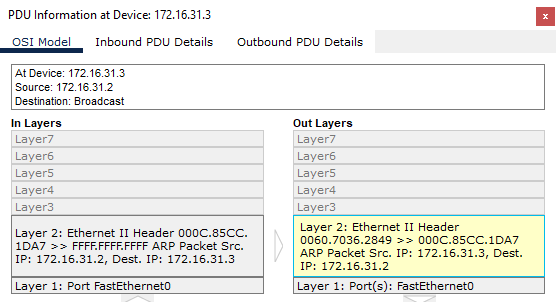 PDU Information at Device: 172.16.31.3
x
OSI Model Inbound PDU Details Outbound PDU Details
At Device: 172.16.31.3
Source: 172.16.31.2
Destination: Broadcast
In Layers
Layer7
Layer6
Layer5
Layer4
Layer3
Layer 2: Ethernet II Header 000C.85CC.
1DA7 >> FFFF.FFFF.FFFF ARP Packet Src.
IP: 172.16.31.2, Dest. IP: 172.16.31.3
Layer 1: Port FastEthernet0
Out Layers
Layer7
Layer6
Layer5
Layer4
Layer3
Layer 2: Ethernet II Header
0060.7036.2849 >> 000C.85CC.1DA7
ARP Packet Src. IP: 172.16.31.3, Dest.
IP: 172.16.31.2
Layer 1: Port(s): FastEthernet0